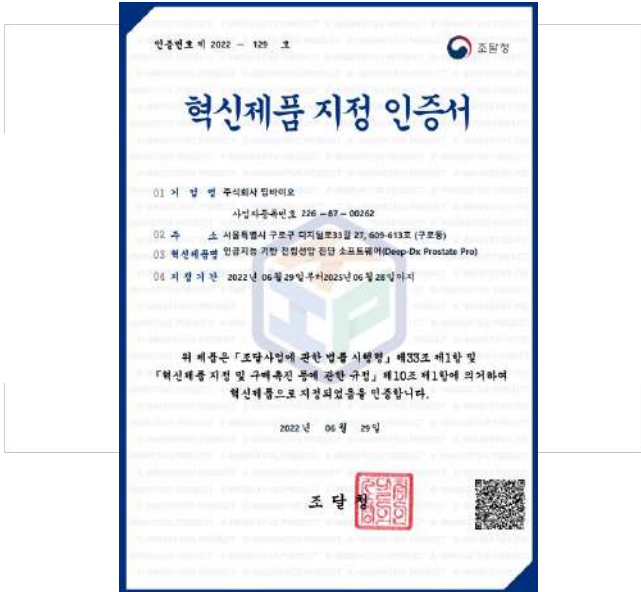 인증번호 제 2022 - 129 호
조달청
혁신제품 지정 인증서
01 기 업 명 주식회사 딥바이오
사업자등록번호 226-87-00262
02 주 소 서울특별시 구로구 디지털로33길 27, 609-613호 (구로동)
03 혁신제품명 인공지능 기반 전립선암 진단 소프트웨어(Deep-Dx Prostate Pro)
04 지정기간 2022년 06월 29일부터2025년 06월 28일까지
위 제품은 「조달사업에 관한 법률 시행령」 제33조 제1항 및
「혁신제품 지정 및 구매촉진 등에 관한 규정」 제10조 제1항에 의거하여
혁신제품으로 지정되었음을 인증합니다.
2022년 06월 29일
조 달 청